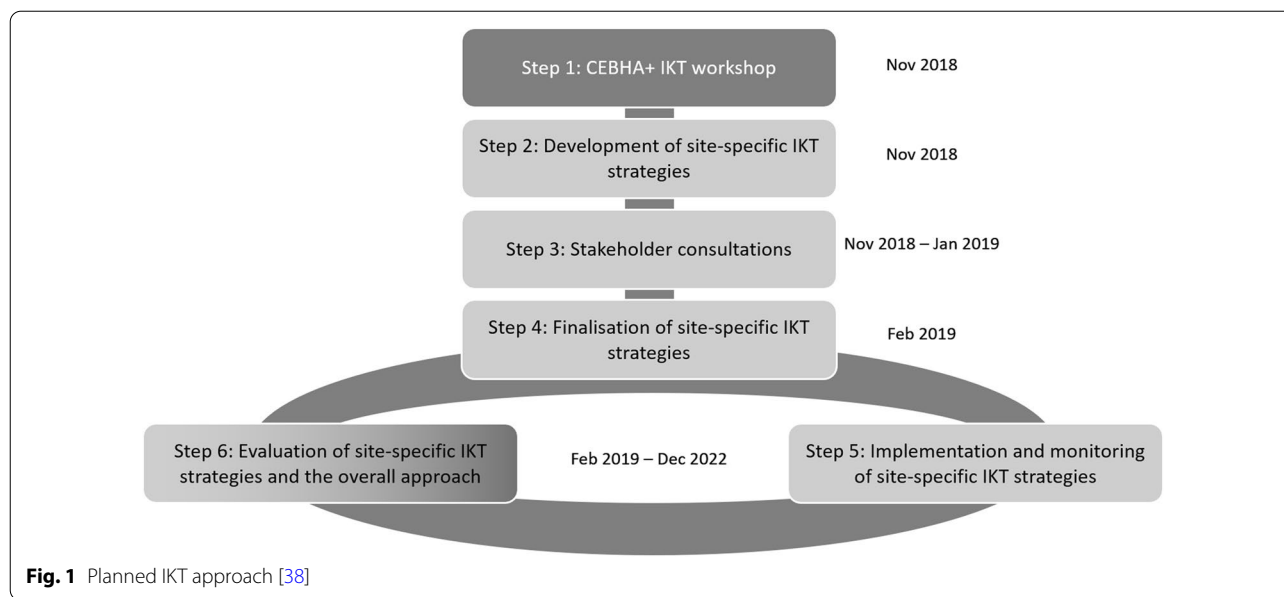 Step 1: CEBHA+ IKT workshop
Nov 2018
Step 2: Development of site-specific IKT
strategies
Nov 2018
Step 3: Stakeholder consultations
Nov 2018 – Jan 2019
Step 4: Finalisation of site-specific IKT
strategies
Feb 2019
Step 6: Evaluation of site-specific IKT
strategies and the overall approach
Feb 2019 – Dec 2022
Step 5: Implementation and monitoring
of site-specific IKT strategies
Fig. 1 Planned IKT approach [38]